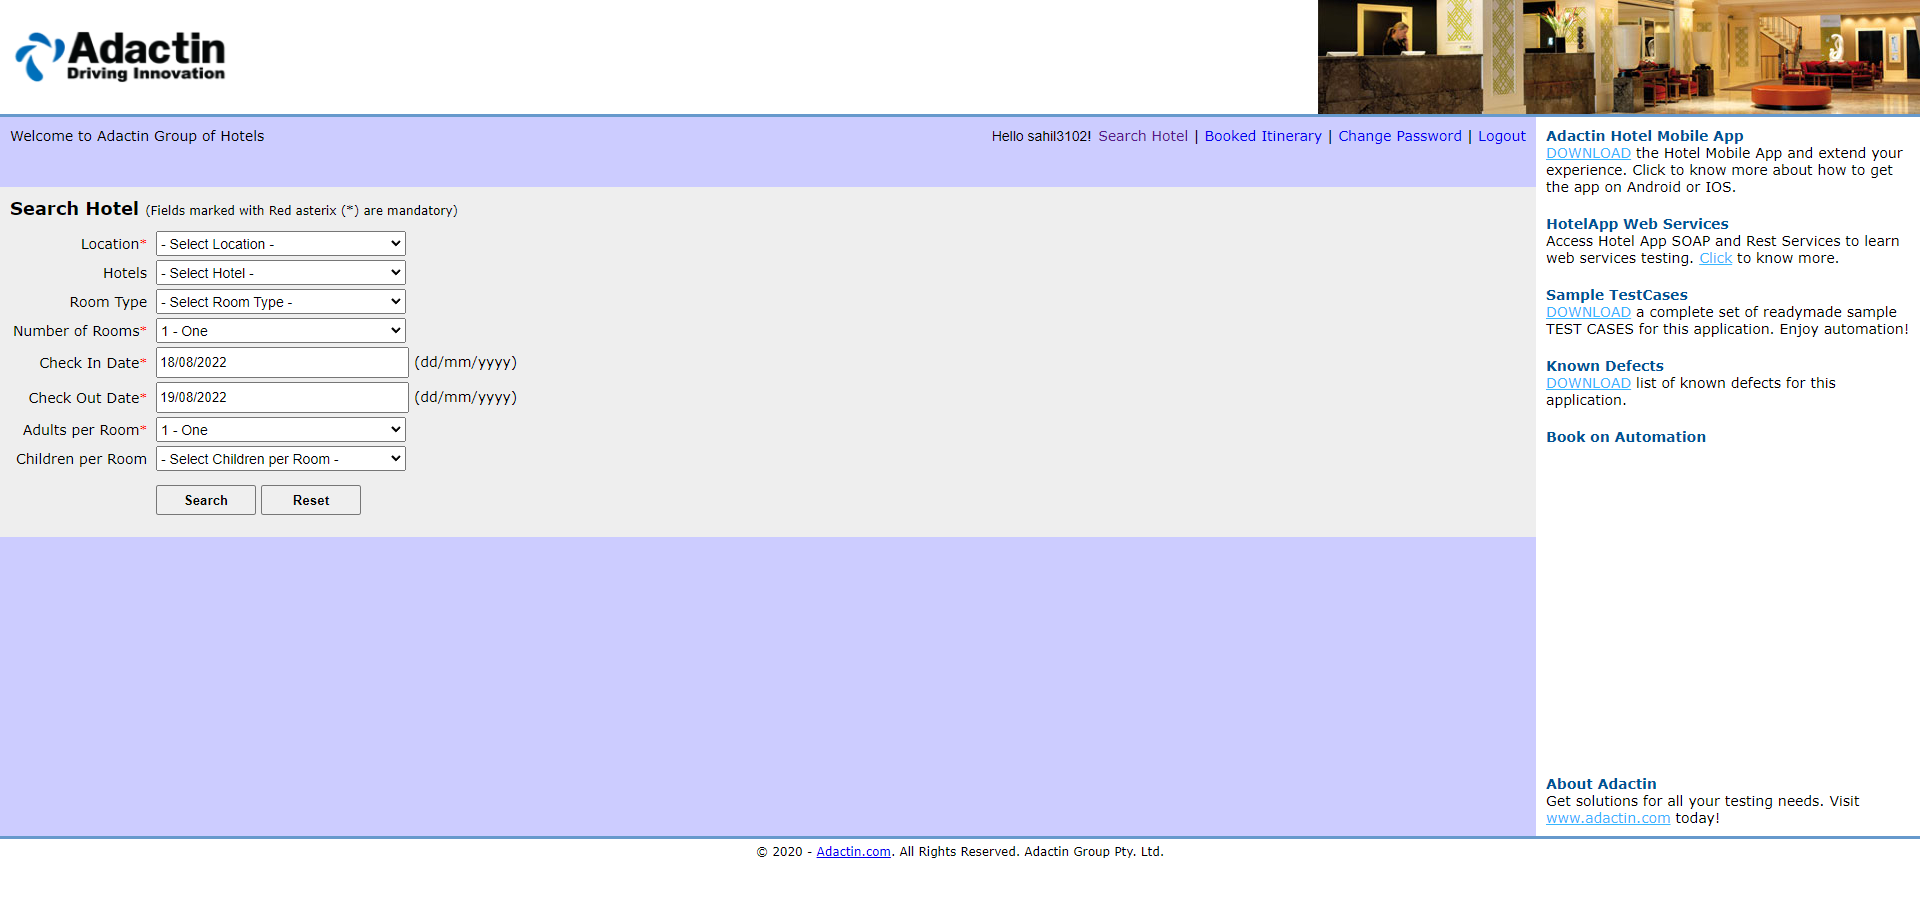 Adactin
Driving Innovation
Welcome to Adactin Group of Hotels
Hello sahil3102! Search Hotel | Booked Itinerary | Change Password | Logout
Search Hotel (Fields marked with Red asterix (*) are mandatory)
Location* - Select Location -
Hotels - Select Hotel -
Room Type - Select Room Type -
Number of Rooms* 1 - One
Check In Date* 18/08/2022 (dd/mm/yyyy)
Check Out Date* 19/08/2022 (dd/mm/yyyy)
Adults per Room* 1 - One
Children per Room - Select Children per Room -
Search Reset
Adactin Hotel Mobile App
DOWNLOAD the Hotel Mobile App and extend your
experience. Click to know more about how to get
the app on Android or IOS.
HotelApp Web Services
Access Hotel App SOAP and Rest Services to learn
web services testing. Click to know more.
Sample TestCases
DOWNLOAD a complete set of readymade sample
TEST CASES for this application. Enjoy automation!
Known Defects
DOWNLOAD list of known defects for this
application.
Book on Automation
About Adactin
Get solutions for all your testing needs. Visit
www.adactin.com today!
© 2020 - Adactin.com. All Rights Reserved. Adactin Group Pty. Ltd.